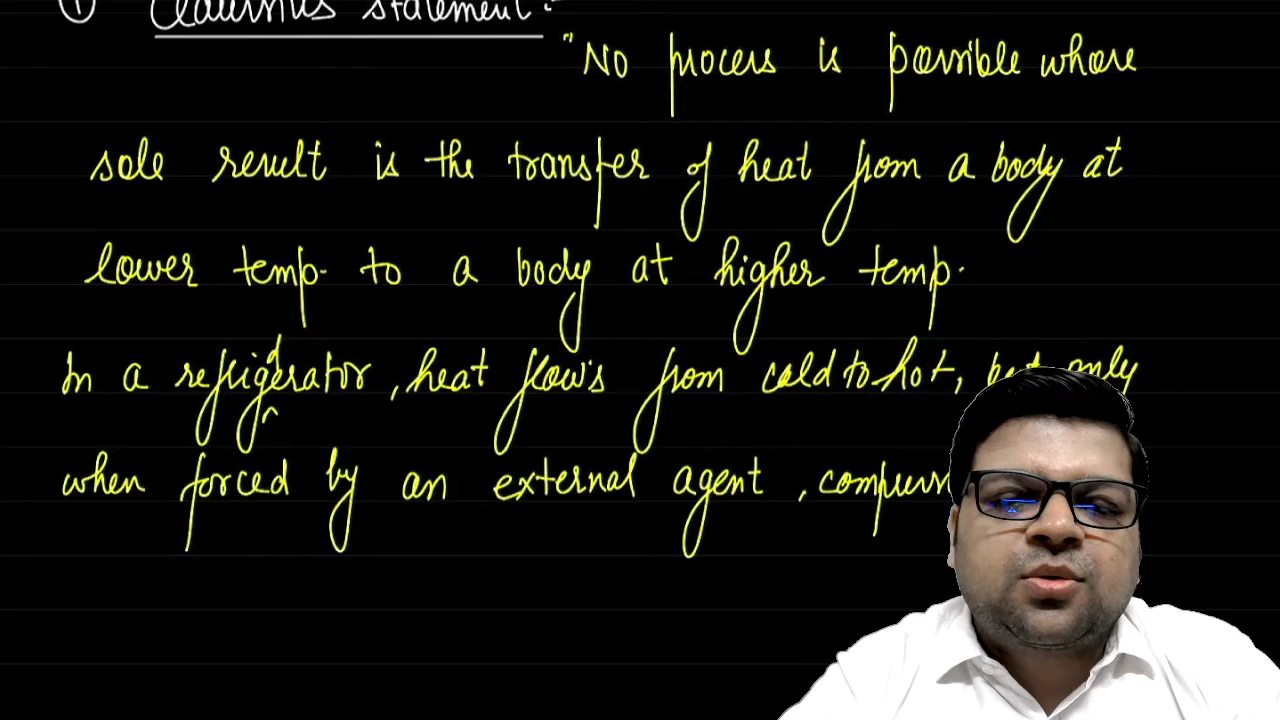 ① Clausius statement:-
"No process is possible whose
sole result is the transfer of heat from a body at
lower temp. to a body at higher temp.
In a refrigerator, heat flows from cold to hot, but only
when forced by an external agent,